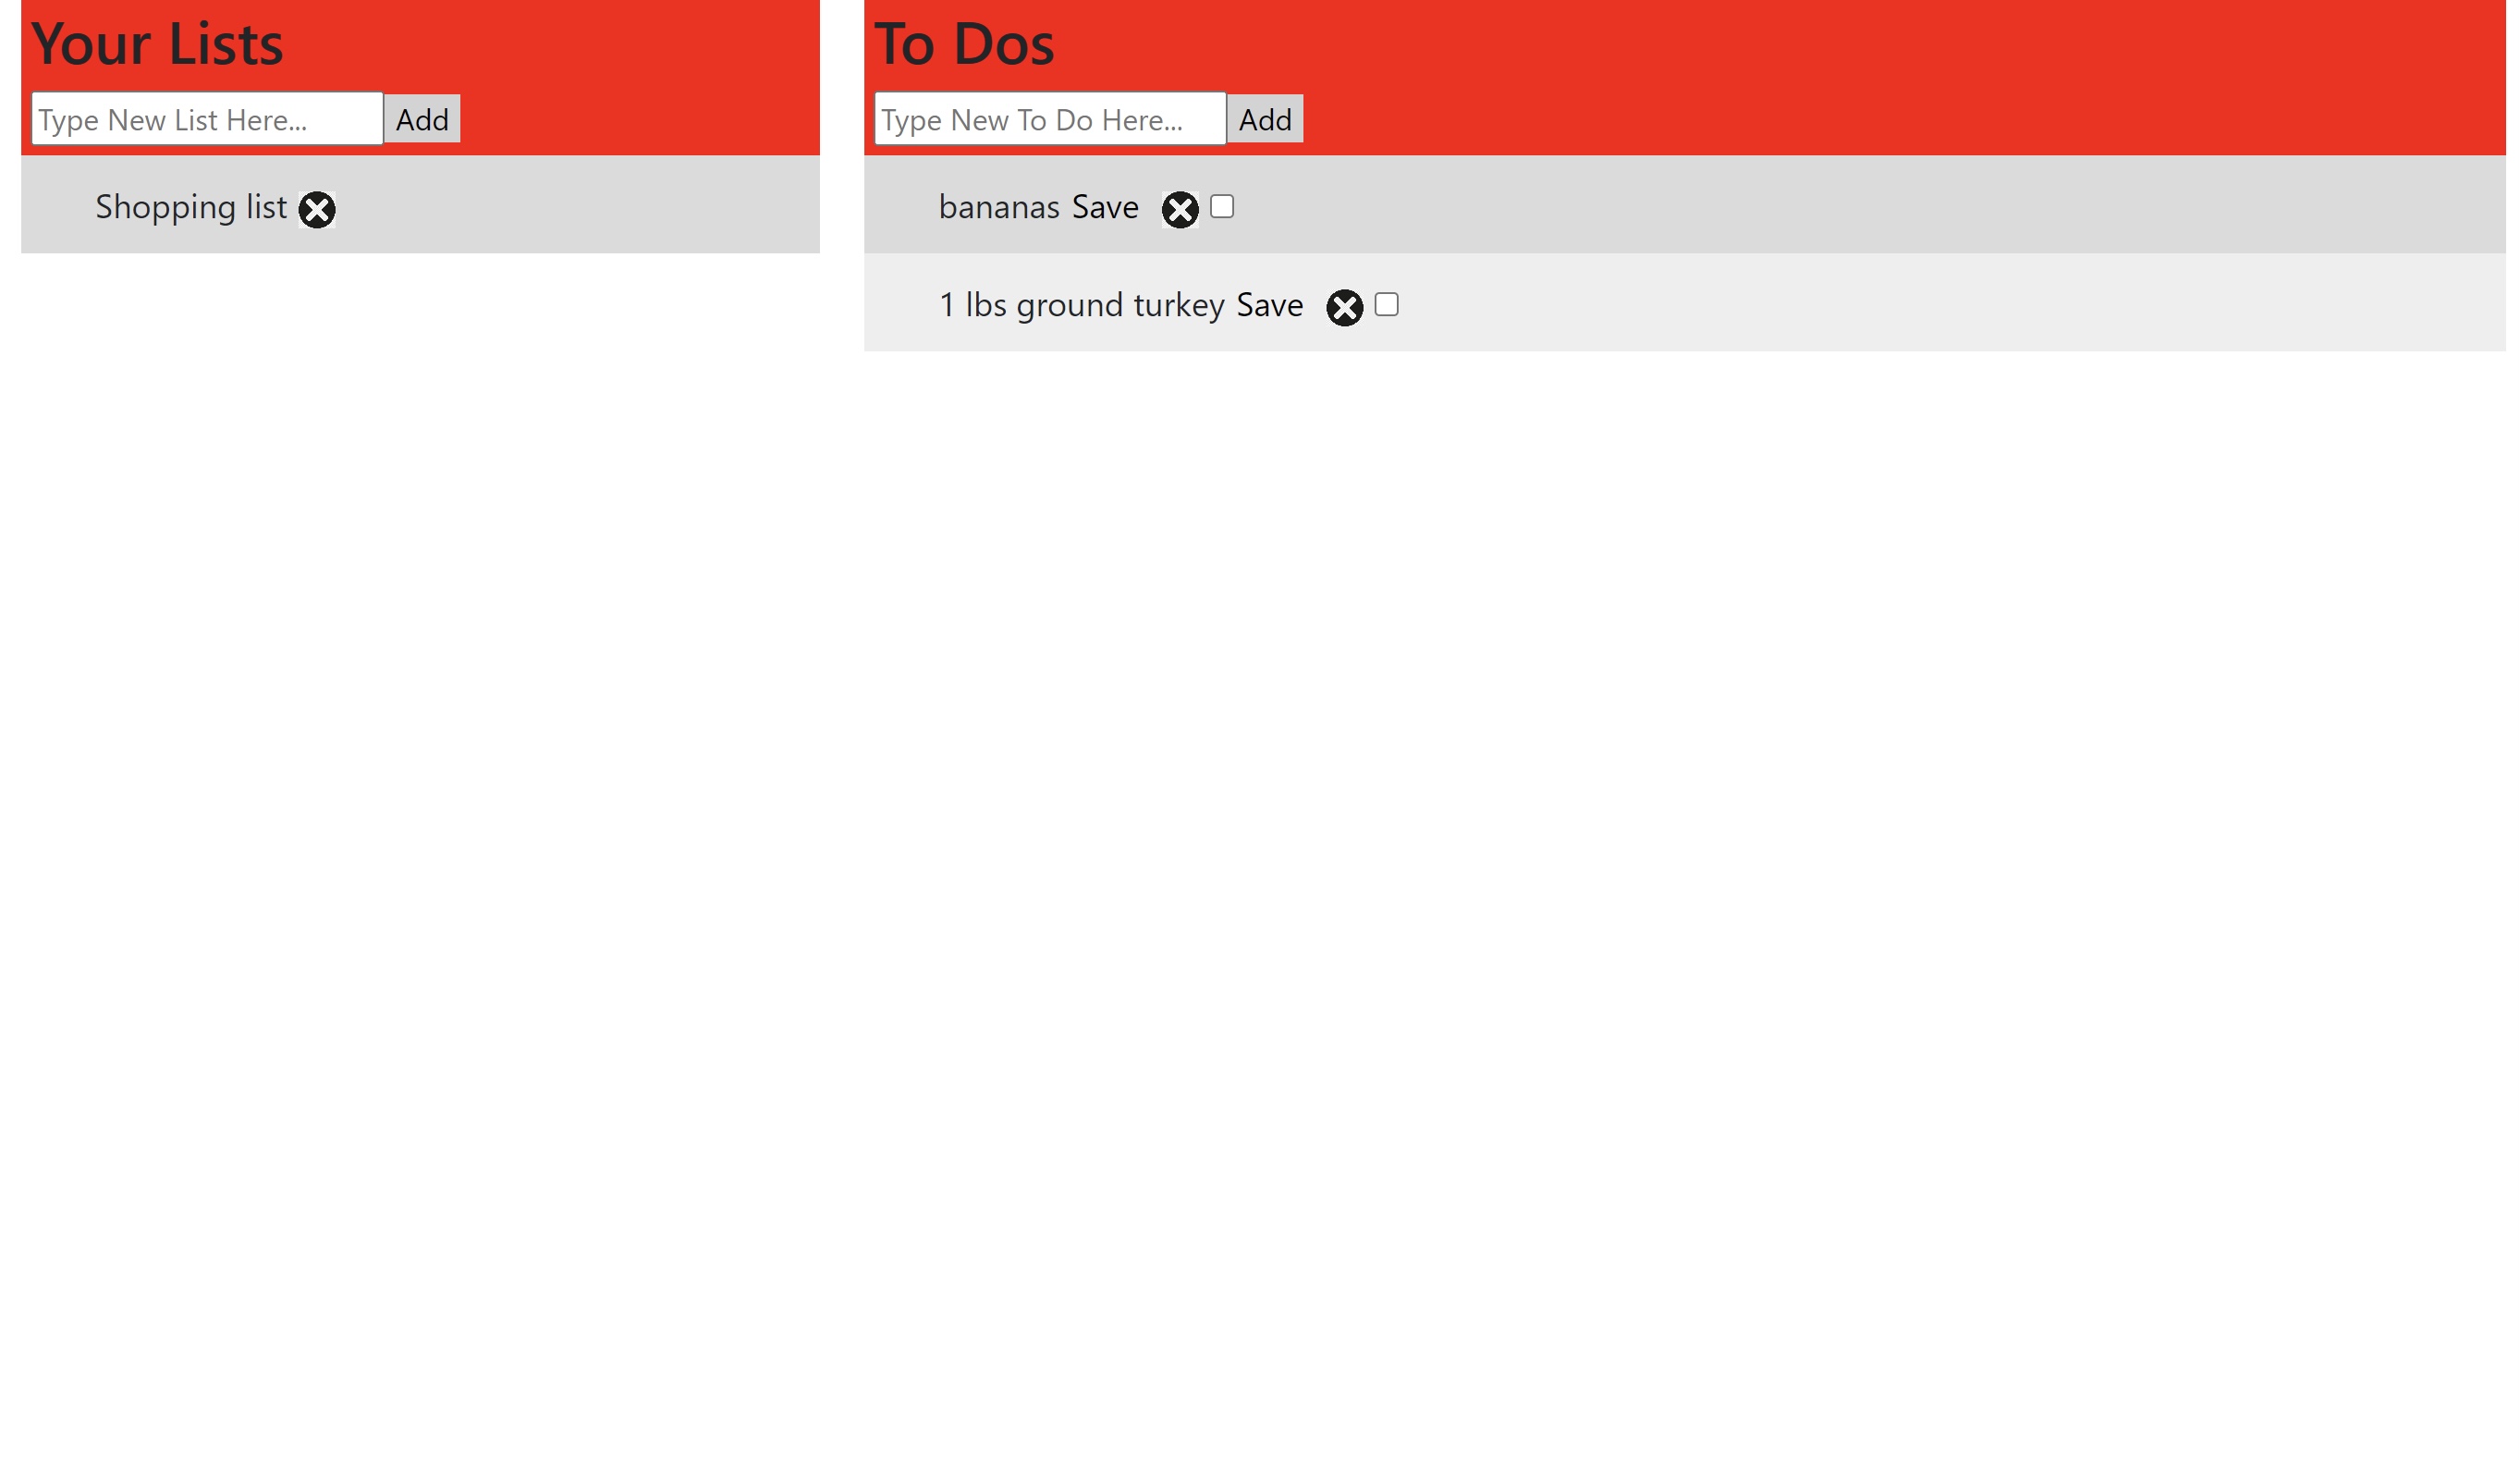 Your Lists
Type New List Here...
Add
Shopping list
To Dos
Type New To Do Here...
Add
bananas Save
1 lbs ground turkey Save